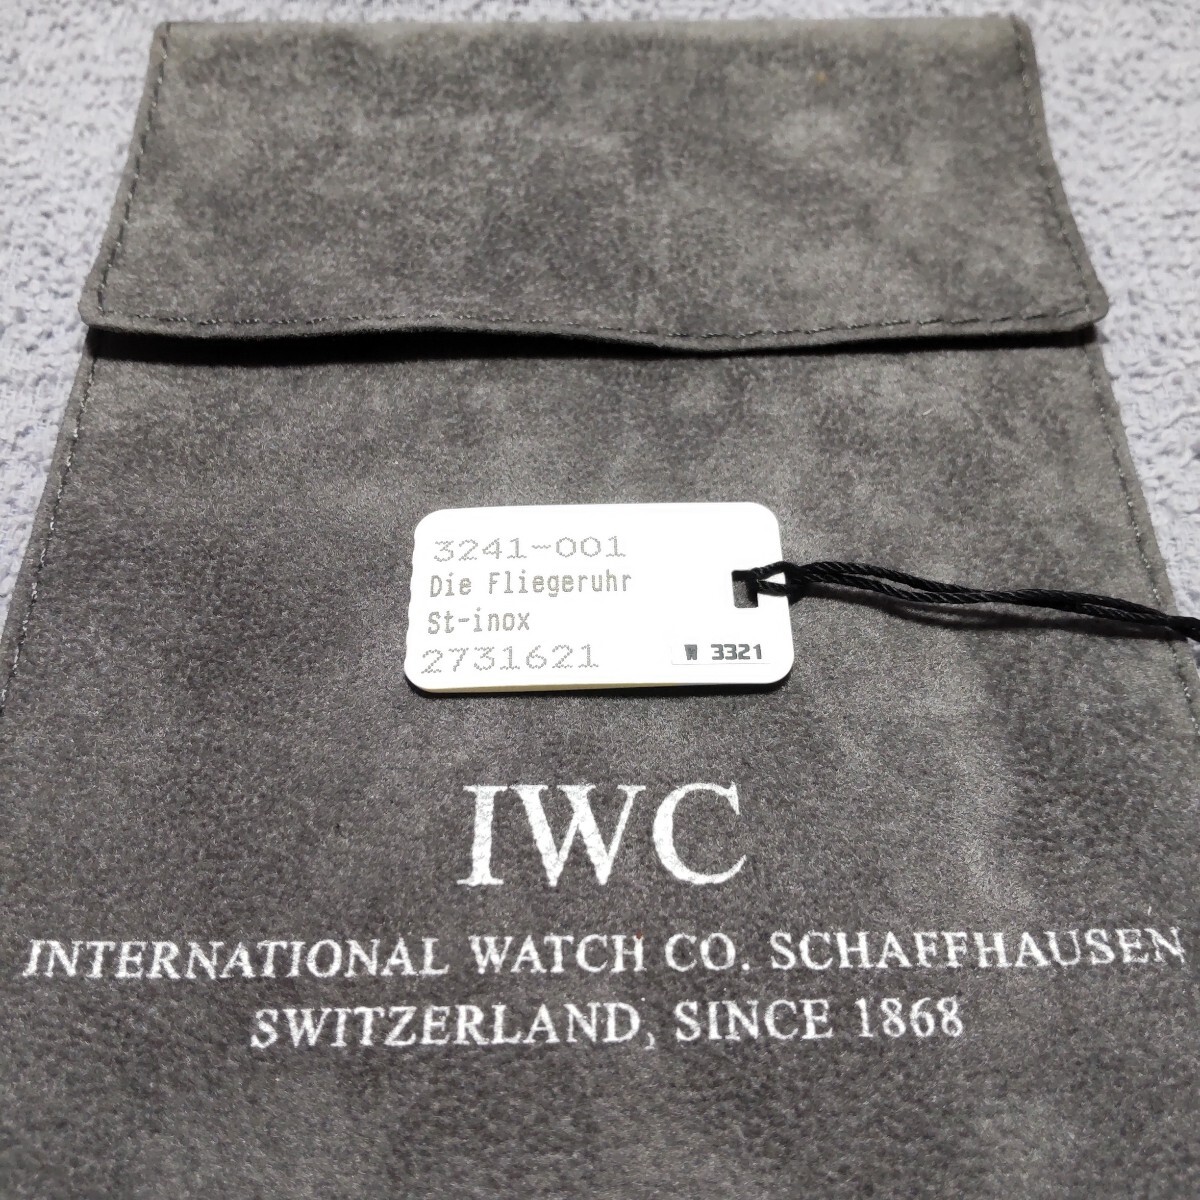 3241-001
Die Fliegeruhr
St-inox
2731621
W 3321
IWC
INTERNATIONAL WATCH CO. SCHAFFHAUSEN
SWITZERLAND, SINCE 1868